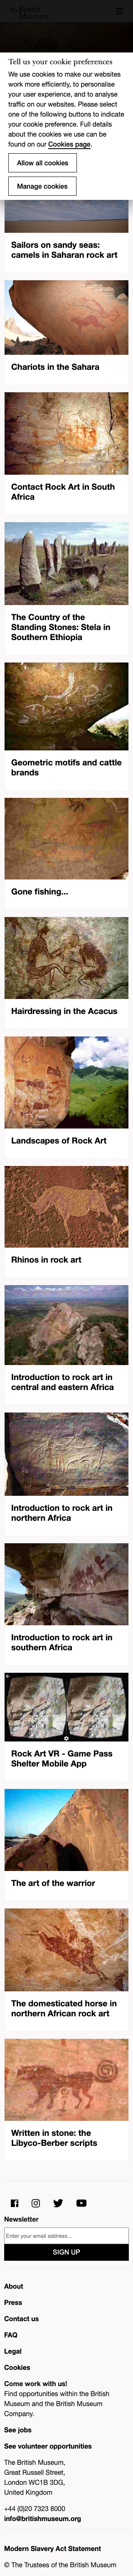 The British
Museum
Tell us your cookie preferences
We use cookies to make our websites
work more efficiently, to personalise
your user experience, and to analyse
traffic on our websites. Please select
one of the following buttons to indicate
your cookie preference. Full details
about the cookies we use can be
found on our Cookies page.
Allow all cookies
Manage cookies
Sailors on sandy seas:
camels in Saharan rock art
Chariots in the Sahara
Contact Rock Art in South
Africa
The Country of the
Standing Stones: Stela in
Southern Ethiopia
Geometric motifs and cattle
brands
Gone fishing...
Hairdressing in the Acacus
Landscapes of Rock Art
Rhinos in rock art
Introduction to rock art in
central and eastern Africa
Introduction to rock art in
northern Africa
Introduction to rock art in
southern Africa
Rock Art VR - Game Pass
Shelter Mobile App
The art of the warrior
The domesticated horse in
northern African rock art
Written in stone: the
Libyco-Berber scripts
Newsletter
Enter your email address...
SIGN UP
About
Press
Contact us
FAQ
Legal
Cookies
Come work with us!
Find opportunities within the British
Museum and the British Museum
Company.
See jobs
See volunteer opportunities
The British Museum,
Great Russell Street,
London WC1B 3DG,
United Kingdom
+44 (0)20 7323 8000
info@britishmuseum.org
Modern Slavery Act Statement
© The Trustees of the British Museum